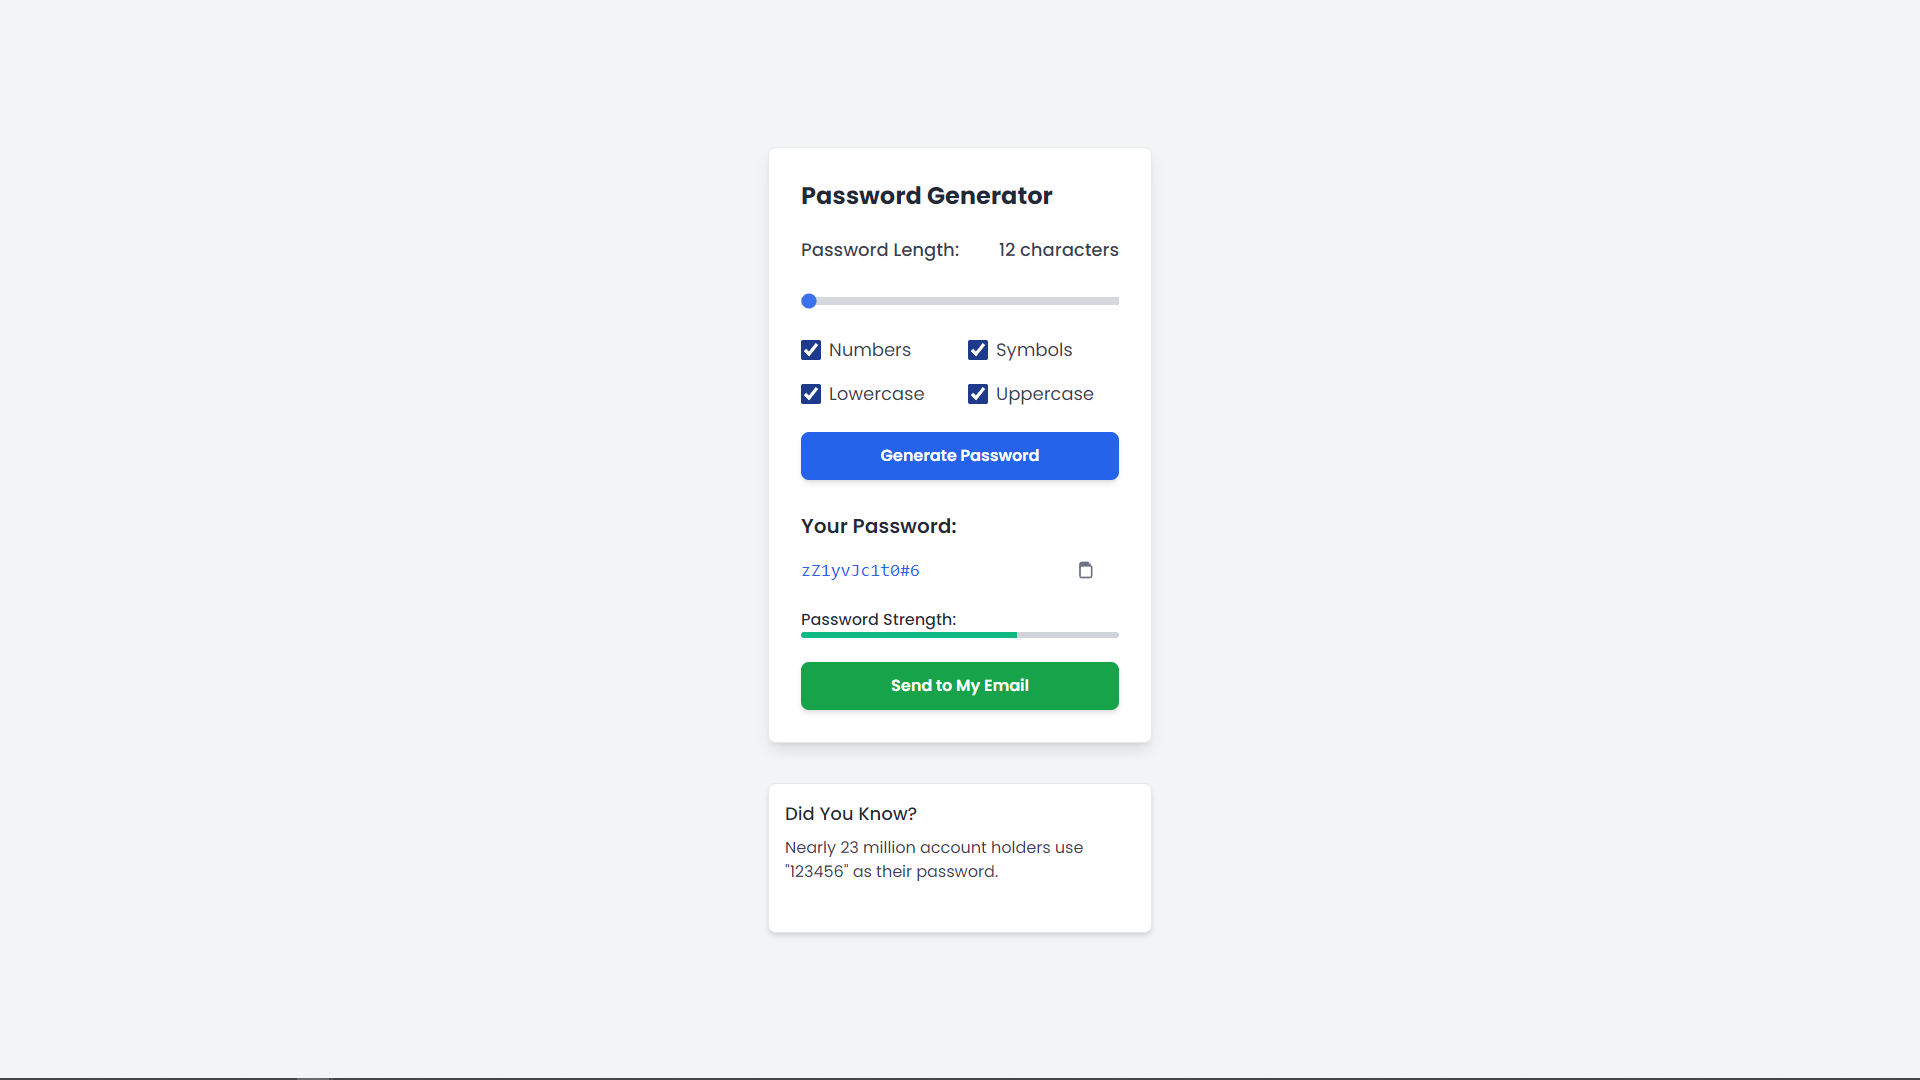 Password Generator
Password Length: 12 characters
Numbers Symbols
Lowercase Uppercase
Generate Password
Your Password:
zZ1yvJc1t0#6
Password Strength:
Send to My Email
Did You Know?
Nearly 23 million account holders use
"123456" as their password.